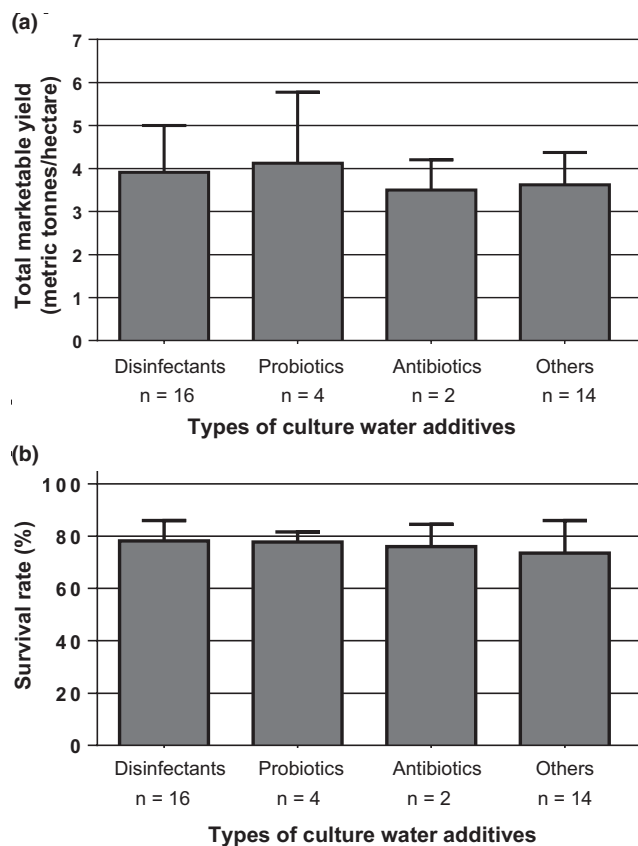 (a)
Total marketable yield
(metric tonnes/hectare)
7
6
5
4
3
2
1
0
Disinfectants Probiotics Antibiotics Others
n = 16 n = 4 n = 2 n = 14
Types of culture water additives
(b)
Survival rate (%)
100
80
60
40
20
0
Disinfectants Probiotics Antibiotics Others
n = 16 n = 4 n = 2 n = 14
Types of culture water additives